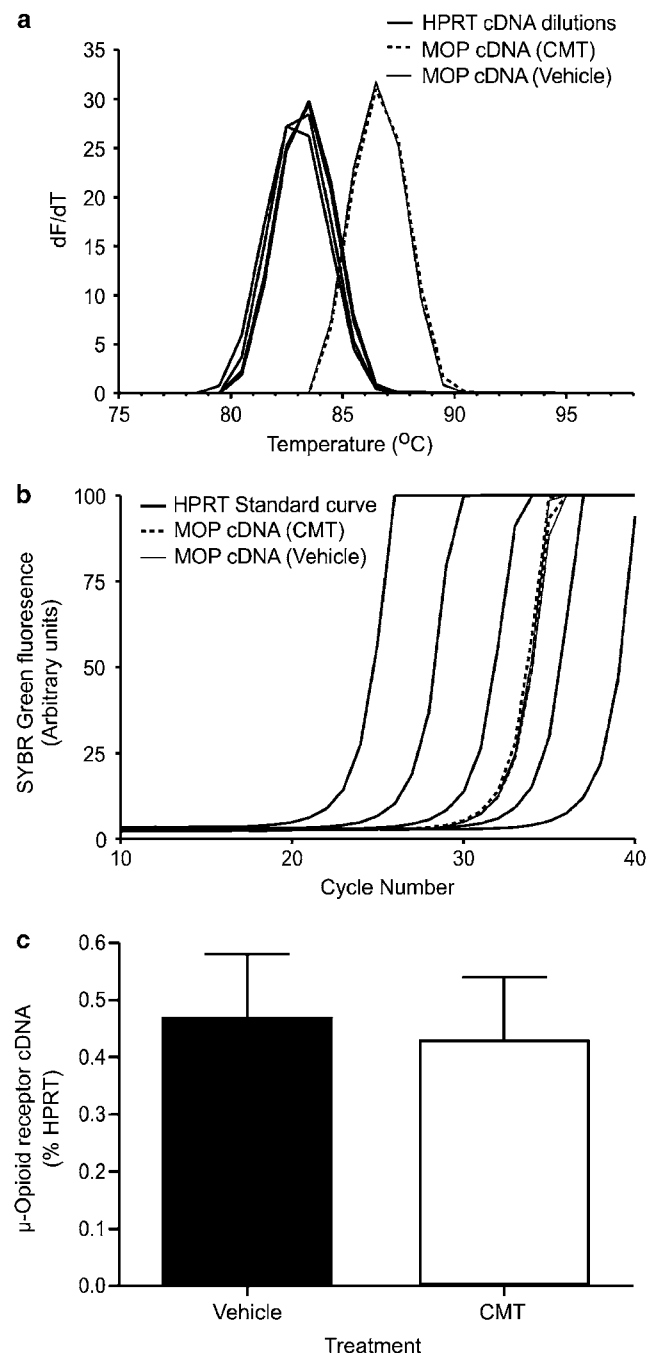 a
HPRT cDNA dilutions
MOP cDNA (CMT)
MOP cDNA (Vehicle)
35
30
25
20
15
10
5
0
dF/dT
75 80 85 90 95
Temperature (OC)
b
HPRT Standard curve
MOP cDNA (CMT)
MOP cDNA (Vehicle)
100
75
50
25
0
SYBR Green fluoresence
(Arbitrary units)
10 20 30 40
Cycle Number
c
0.6
0.5
0.4
0.3
0.2
0.1
0.0
μ-Opioid receptor cDNA
(% HPRT)
Vehicle CMT
Treatment